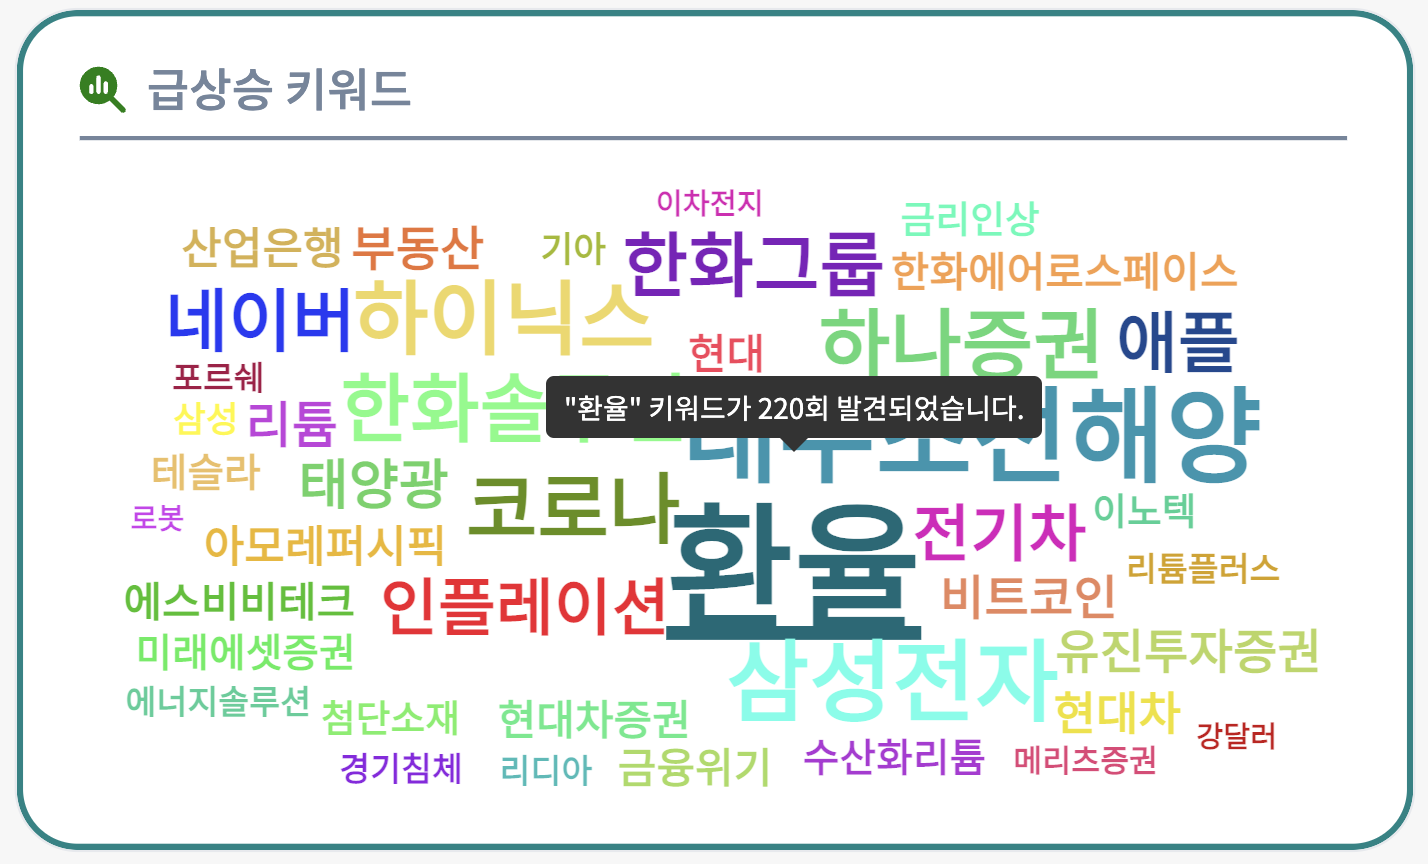 급상승 키워드
이차전지
금리인상
산업은행 부동산 기아 한화그룹 한화에어로스페이스
네이버 하이닉스 현대 하나증권 애플
포르쉐
"환율" 키워드가 220회 발견되었습니다.
삼성 리튬
테슬라 태양광 코로나
로봇 아모레퍼시픽 환율 전기차 이노텍
리튬플러스
에스비비테크 인플레이션 비트코인
미래에셋증권 삼성전자 유진투자증권
에너지솔루션 첨단소재 현대차증권 현대차
강달러
경기침체 리디아 금융위기 수산화리튬 메리츠증권